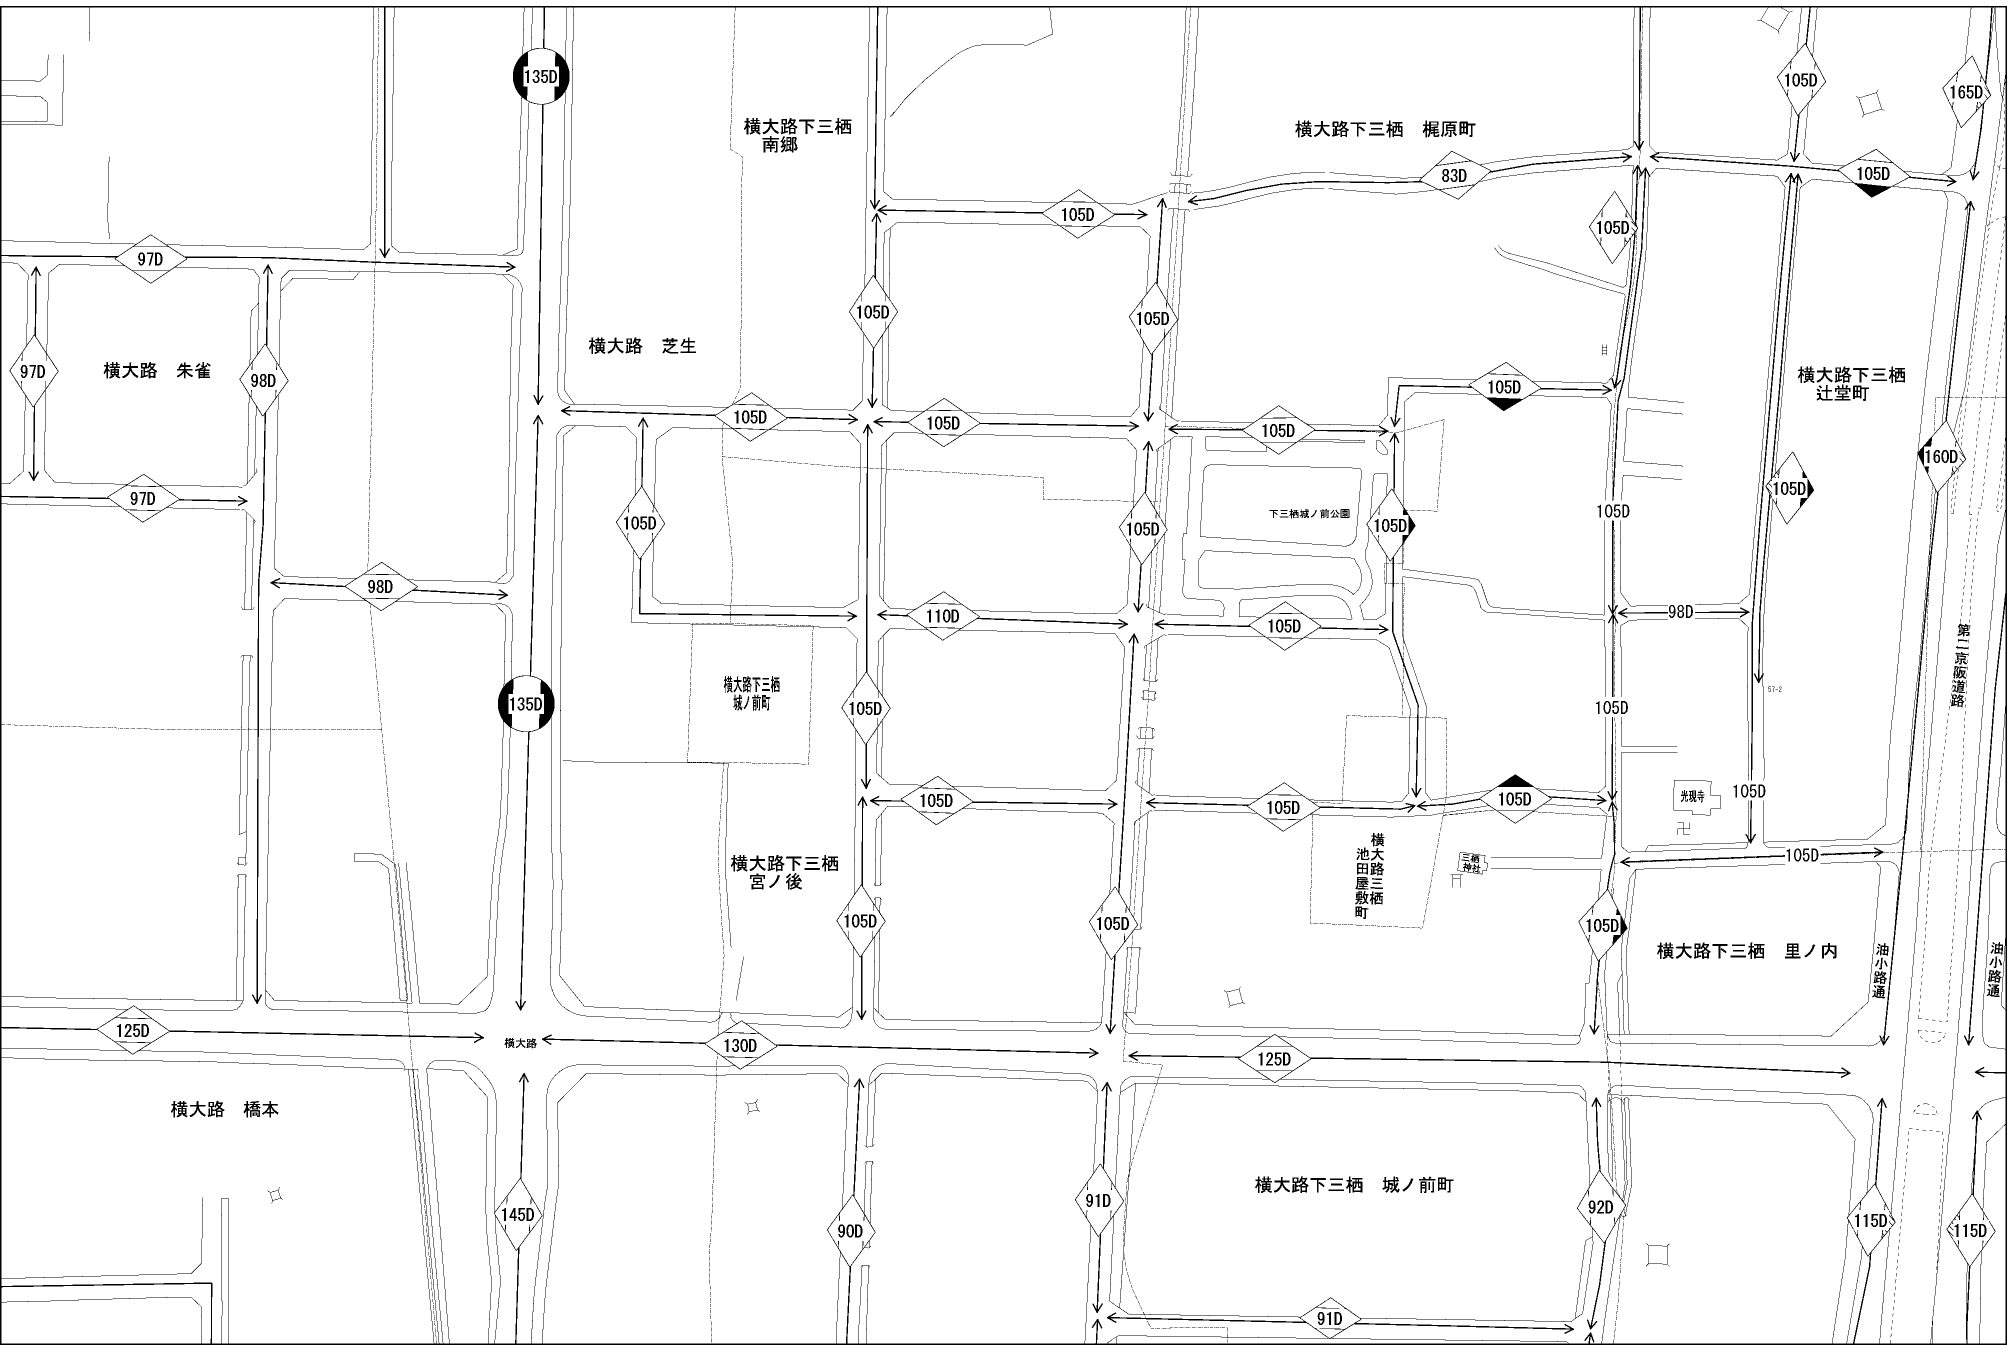 135D
105D
165D
横大路下三栖
南郷
横大路下三栖　梶原町
83D
105D
105D
105D
97D
105D
105D
横大路　芝生
97D
横大路　朱雀
98D
105D
横大路下三栖
辻堂町
105D
105D
105D
160D
97D
105D
105D
105D
105D
105D
下三栖城ノ前公園
98D
110D
105D
98D
第二京阪道路
横大路下三栖
城ノ前町
57-2
135D
105D
105D
105D
105D
105D
105D
光現寺
横大路下三栖
宮ノ後
横大路三栖
池田屋敷町
三栖
神社
105D
105D
105D
105D
横大路下三栖　里ノ内
油小路通
油小路通
125D
横大路
130D
125D
横大路　橋本
横大路下三栖　城ノ前町
145D
90D
91D
92D
115D
115D
91D